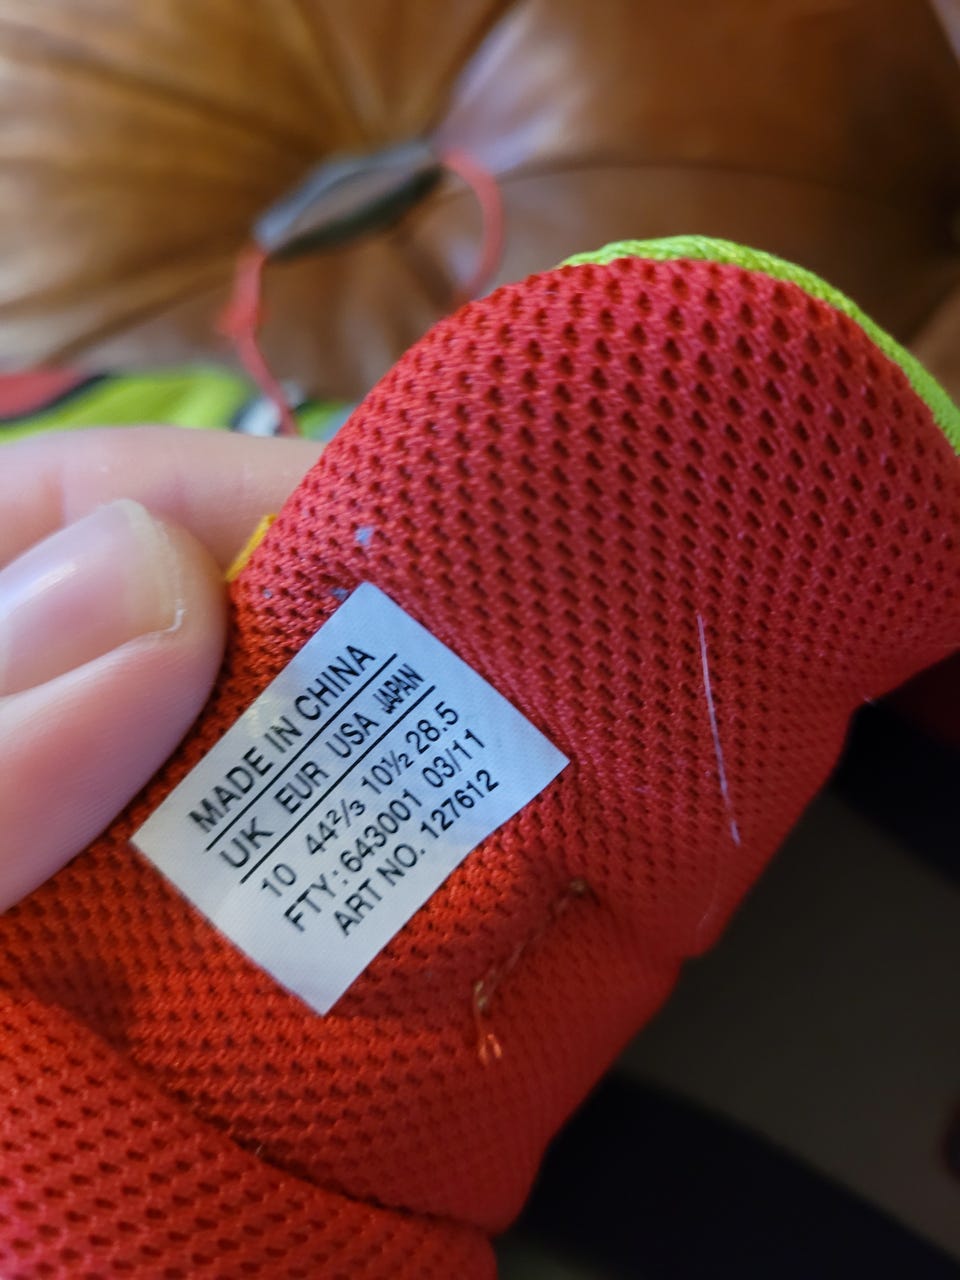 MADE IN CHINA
UK EUR USA JAPAN
10 44²/₃ 10½ 28.5
FTY: 643001 03/11
ART NO. 127612